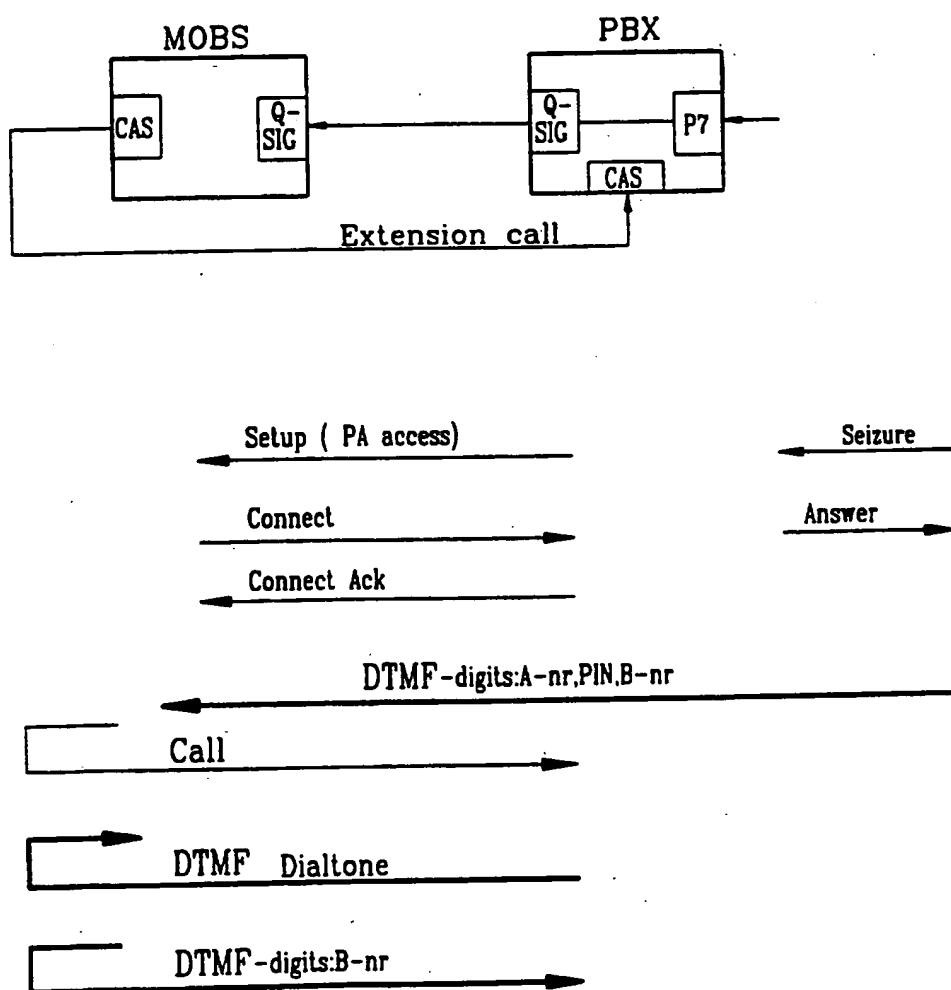 MOBS
PBX
CAS
Q-
SIG
Q-
SIG
P7
CAS
Extension call
Setup ( PA access)
Seizure
Connect
Answer
Connect Ack
DTMF-digits:A-nr,PIN,B-nr
Call
DTMF Dialtone
DTMF-digits:B-nr